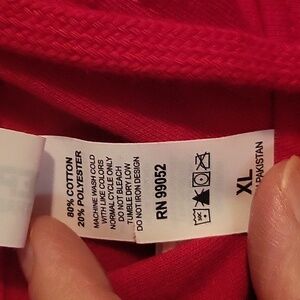 80% COTTON
20% POLYESTER
MACHINE WASH COLD
WITH LIKE COLORS
NORMAL CYCLE ONLY
DO NOT BLEACH
TUMBLE DRY LOW
DO NOT IRON DESIGN
RN 99052
XL
PAKISTAN